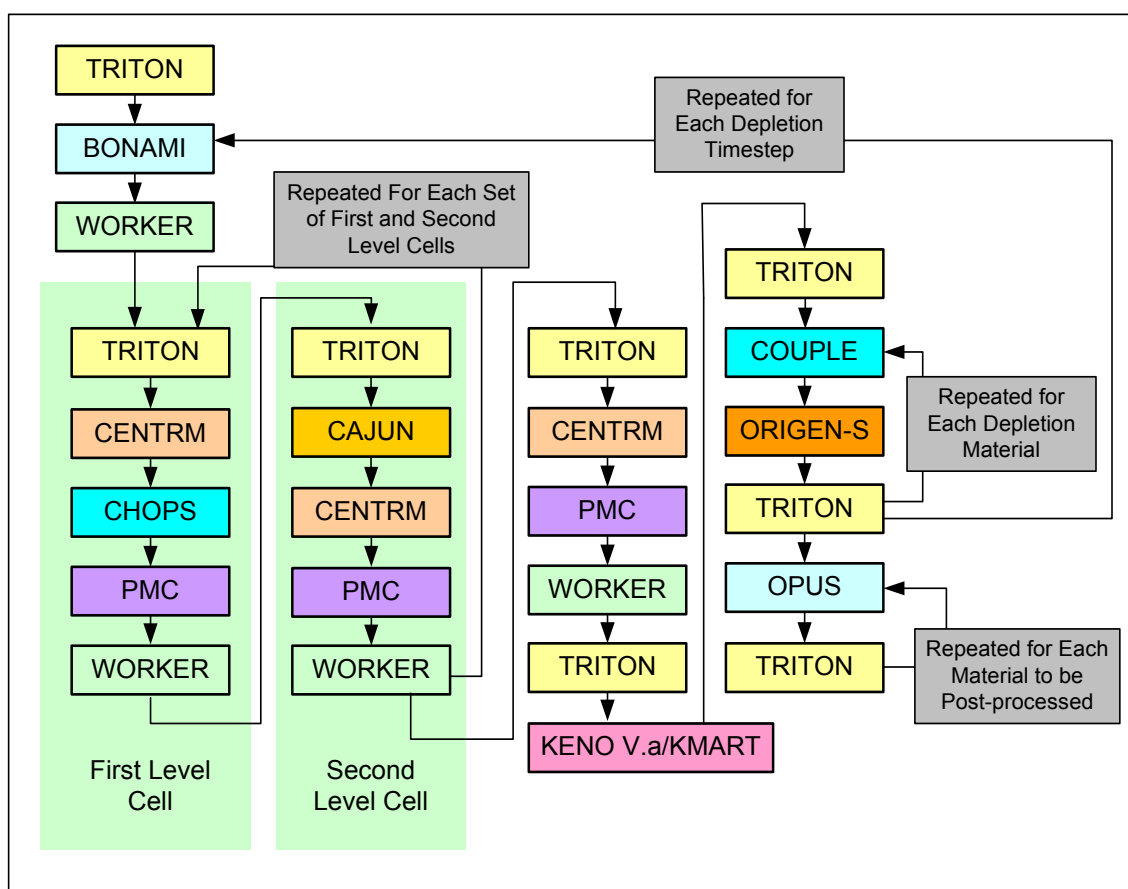 TRITON
BONAMI
WORKER
Repeated For Each Set
of First and Second
Level Cells
Repeated for
Each Depletion
Timestep
TRITON
CENTRM
CHOPS
PMC
WORKER
First Level
Cell
TRITON
CAJUN
CENTRM
PMC
WORKER
Second
Level Cell
TRITON
CENTRM
PMC
WORKER
TRITON
KENO V.a/KMART
TRITON
COUPLE
ORIGEN-S
TRITON
OPUS
TRITON
Repeated for
Each Depletion
Material
Repeated for Each
Material to be
Post-processed